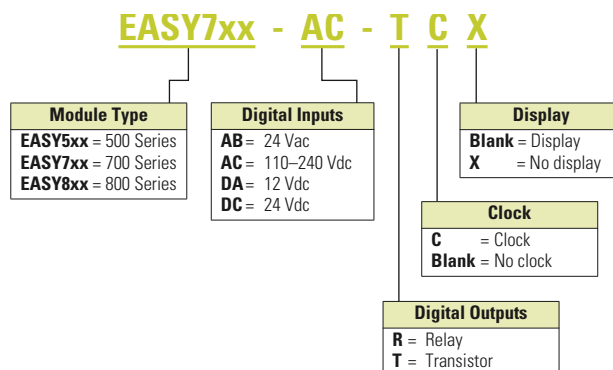 EASY7xx - AC - T C X
Module Type
EASY5xx = 500 Series
EASY7xx = 700 Series
EASY8xx = 800 Series
Digital Inputs
AB = 24 Vac
AC = 110–240 Vdc
DA = 12 Vdc
DC = 24 Vdc
Display
Blank = Display
X = No display
Clock
C = Clock
Blank = No clock
Digital Outputs
R = Relay
T = Transistor